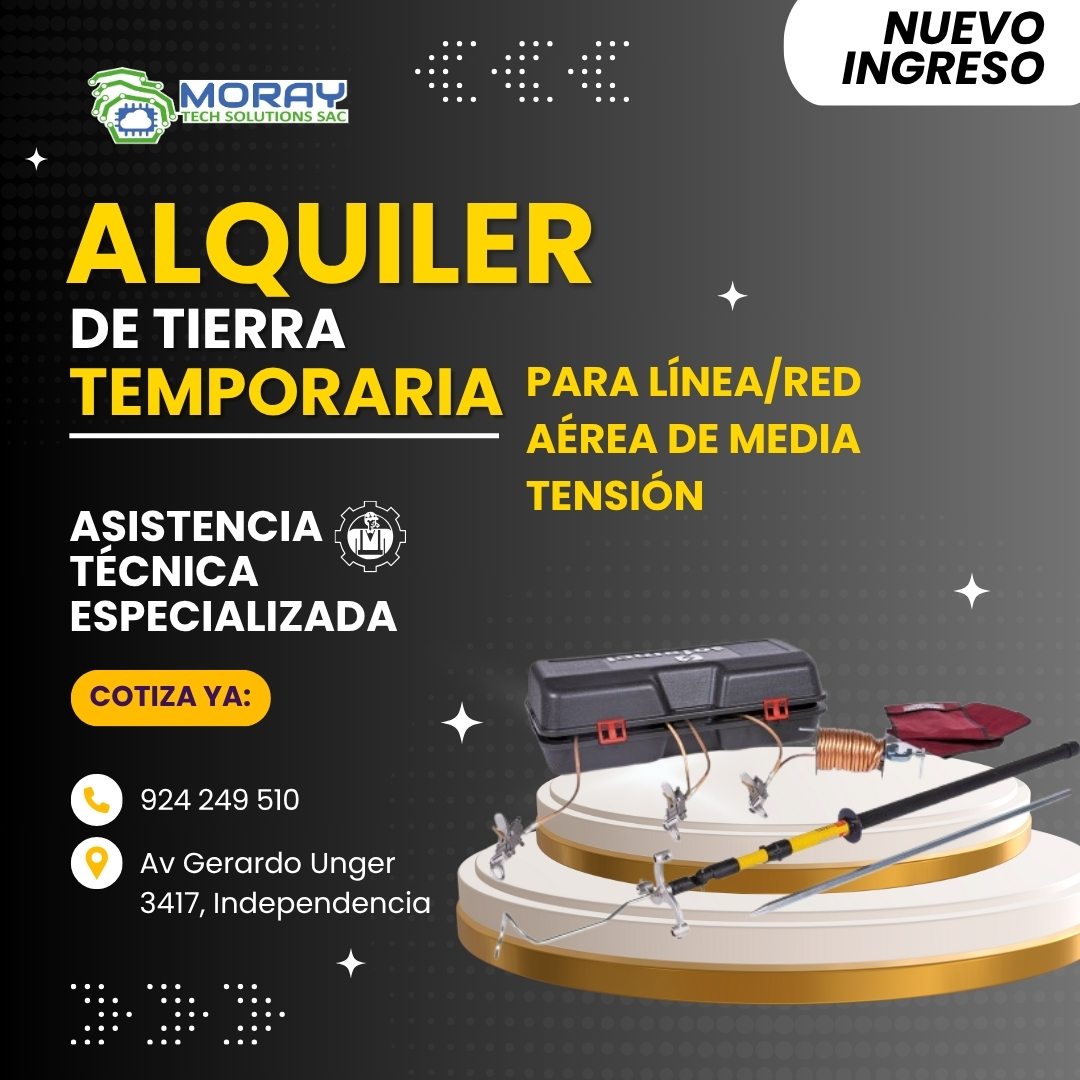 NUEVO
INGRESO
MORAY
TECH SOLUTIONS SAC
ALQUILER
DE TIERRA
TEMPORARIA
PARA LÍNEA/RED
AÉREA DE MEDIA
TENSIÓN
ASISTENCIA
TÉCNICA
ESPECIALIZADA
COTIZA YA:
924 249 510
Av Gerardo Unger
3417, Independencia